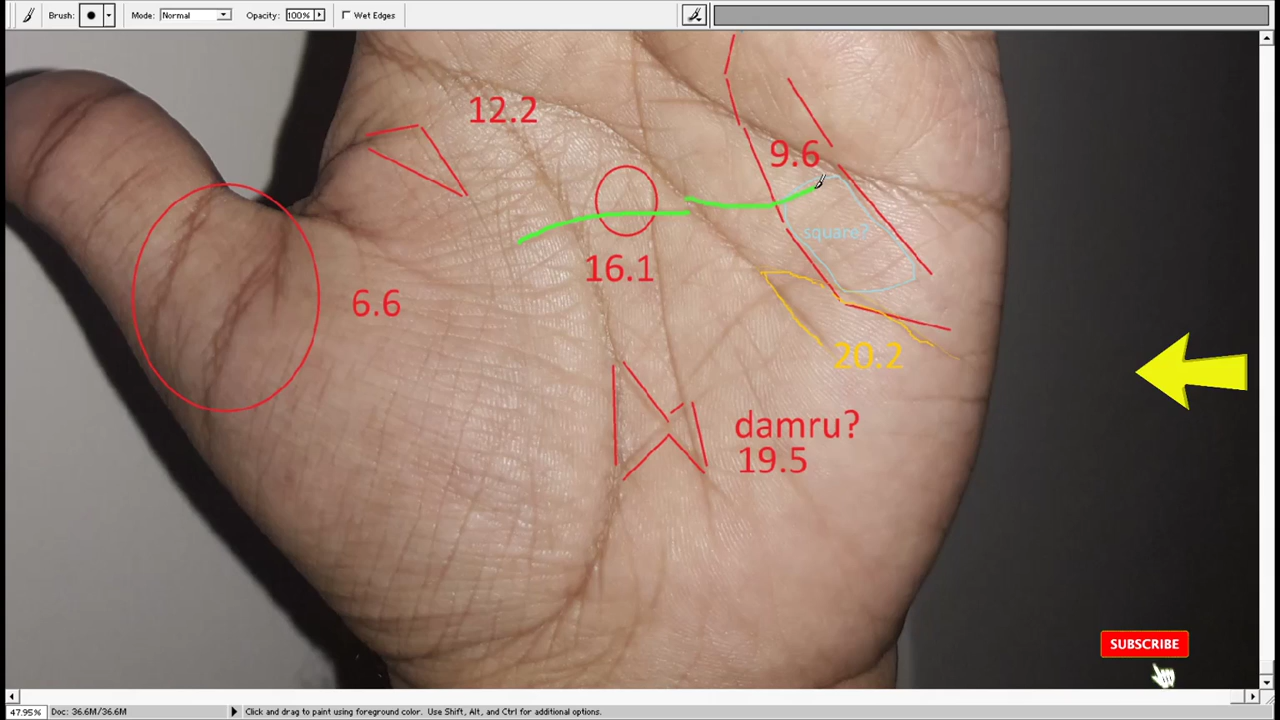 Brush:
Mode: Normal
Opacity: 100%
Wet Edges
12.2
9.6
square?
16.1
6.6
20.2
damru?
19.5
SUBSCRIBE
47.95%
Doc: 36.6M/36.6M
Click and drag to paint using foreground color. Use Shift, Alt, and Ctrl for additional options.